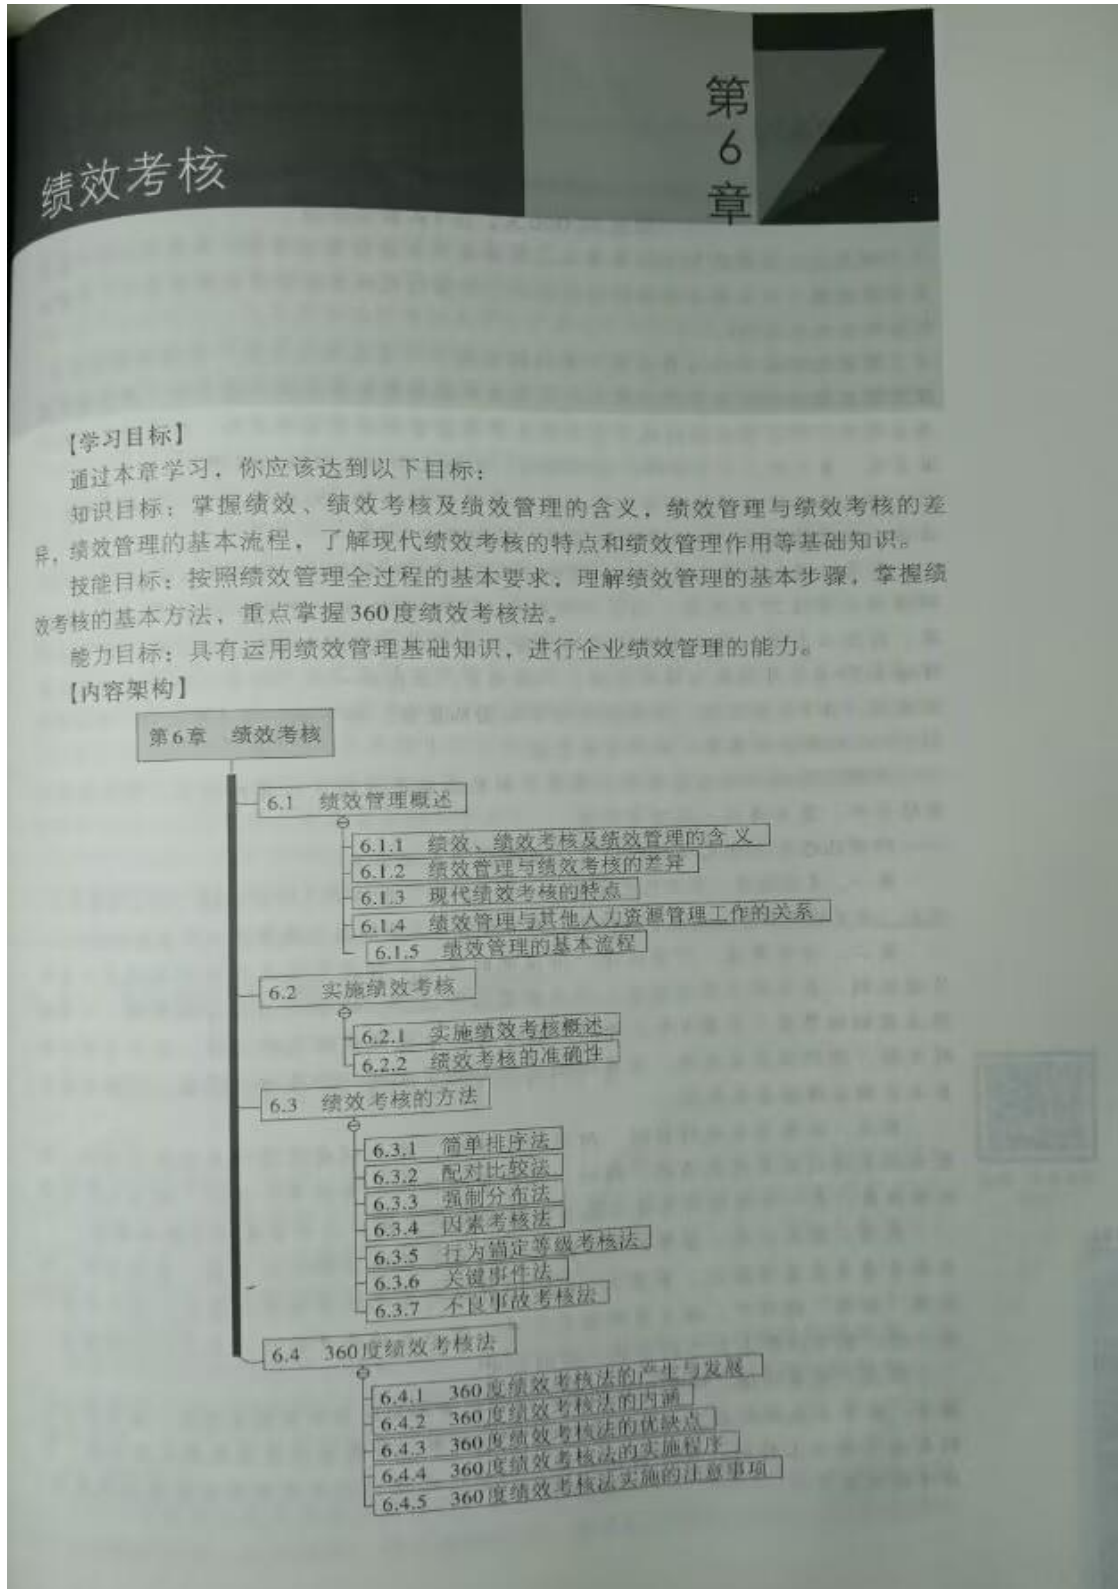 第6章
绩效考核
【学习目标】
通过本章学习，你应该达到以下目标：
知识目标：掌握绩效、绩效考核及绩效管理的含义，绩效管理与绩效考核的差
异，绩效管理的基本流程，了解现代绩效考核的特点和绩效管理作用等基础知识。
技能目标：按照绩效管理全过程的基本要求，理解绩效管理的基本步骤，掌握绩
效考核的基本方法，重点掌握360度绩效考核法。
能力目标：具有运用绩效管理基础知识，进行企业绩效管理的能力。
【内容架构】
第6章 绩效考核
6.1 绩效管理概述
6.1.1 绩效、绩效考核及绩效管理的含义
6.1.2 绩效管理与绩效考核的差异
6.1.3 现代绩效考核的特点
6.1.4 绩效管理与其他人力资源管理工作的关系
6.1.5 绩效管理的基本流程
6.2 实施绩效考核
6.2.1 实施绩效考核概述
6.2.2 绩效考核的准确性
6.3 绩效考核的方法
6.3.1 简单排序法
6.3.2 配对比较法
6.3.3 强制分布法
6.3.4 因素考核法
6.3.5 行为锚定等级考核法
6.3.6 关键事件法
6.3.7 不良事故考核法
6.4 360度绩效考核法
6.4.1 360度绩效考核法的产生与发展
6.4.2 360度绩效考核法的内涵
6.4.3 360度绩效考核法的优缺点
6.4.4 360度绩效考核法的实施程序
6.4.5 360度绩效考核法实施的注意事项